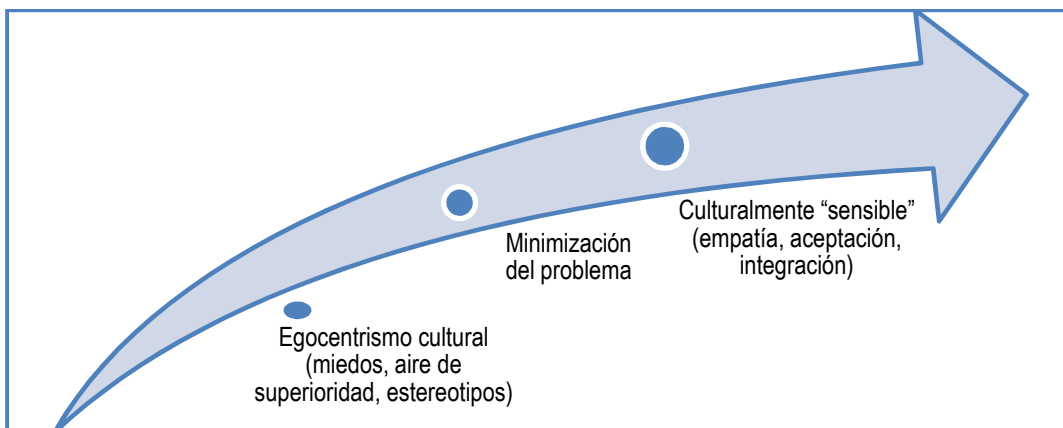 Egocentrismo cultural
(miedos, aire de
superioridad, estereotipos)
Minimización
del problema
Culturalmente “sensible”
(empatía, aceptación,
integración)